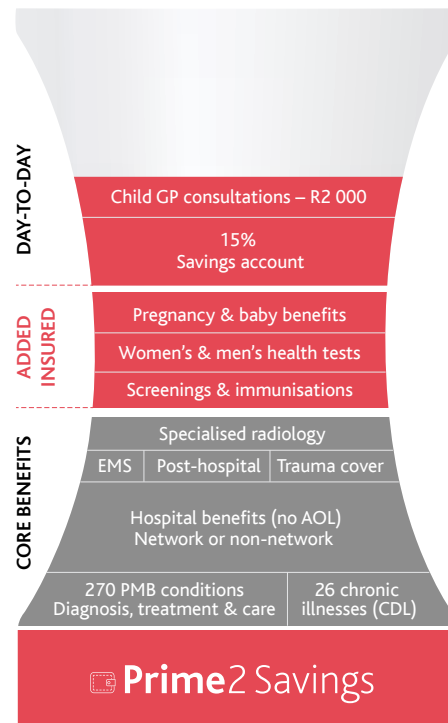 DAY-TO-DAY
Child GP consultations – R2 000
15%
Savings account
ADDED
INSURED
Pregnancy & baby benefits
Women's & men's health tests
Screenings & immunisations
CORE BENEFITS
Specialised radiology
EMS
Post-hospital
Trauma cover
Hospital benefits (no AOL)
Network or non-network
270 PMB conditions
Diagnosis, treatment & care
26 chronic
illnesses (CDL)
Prime2 Savings